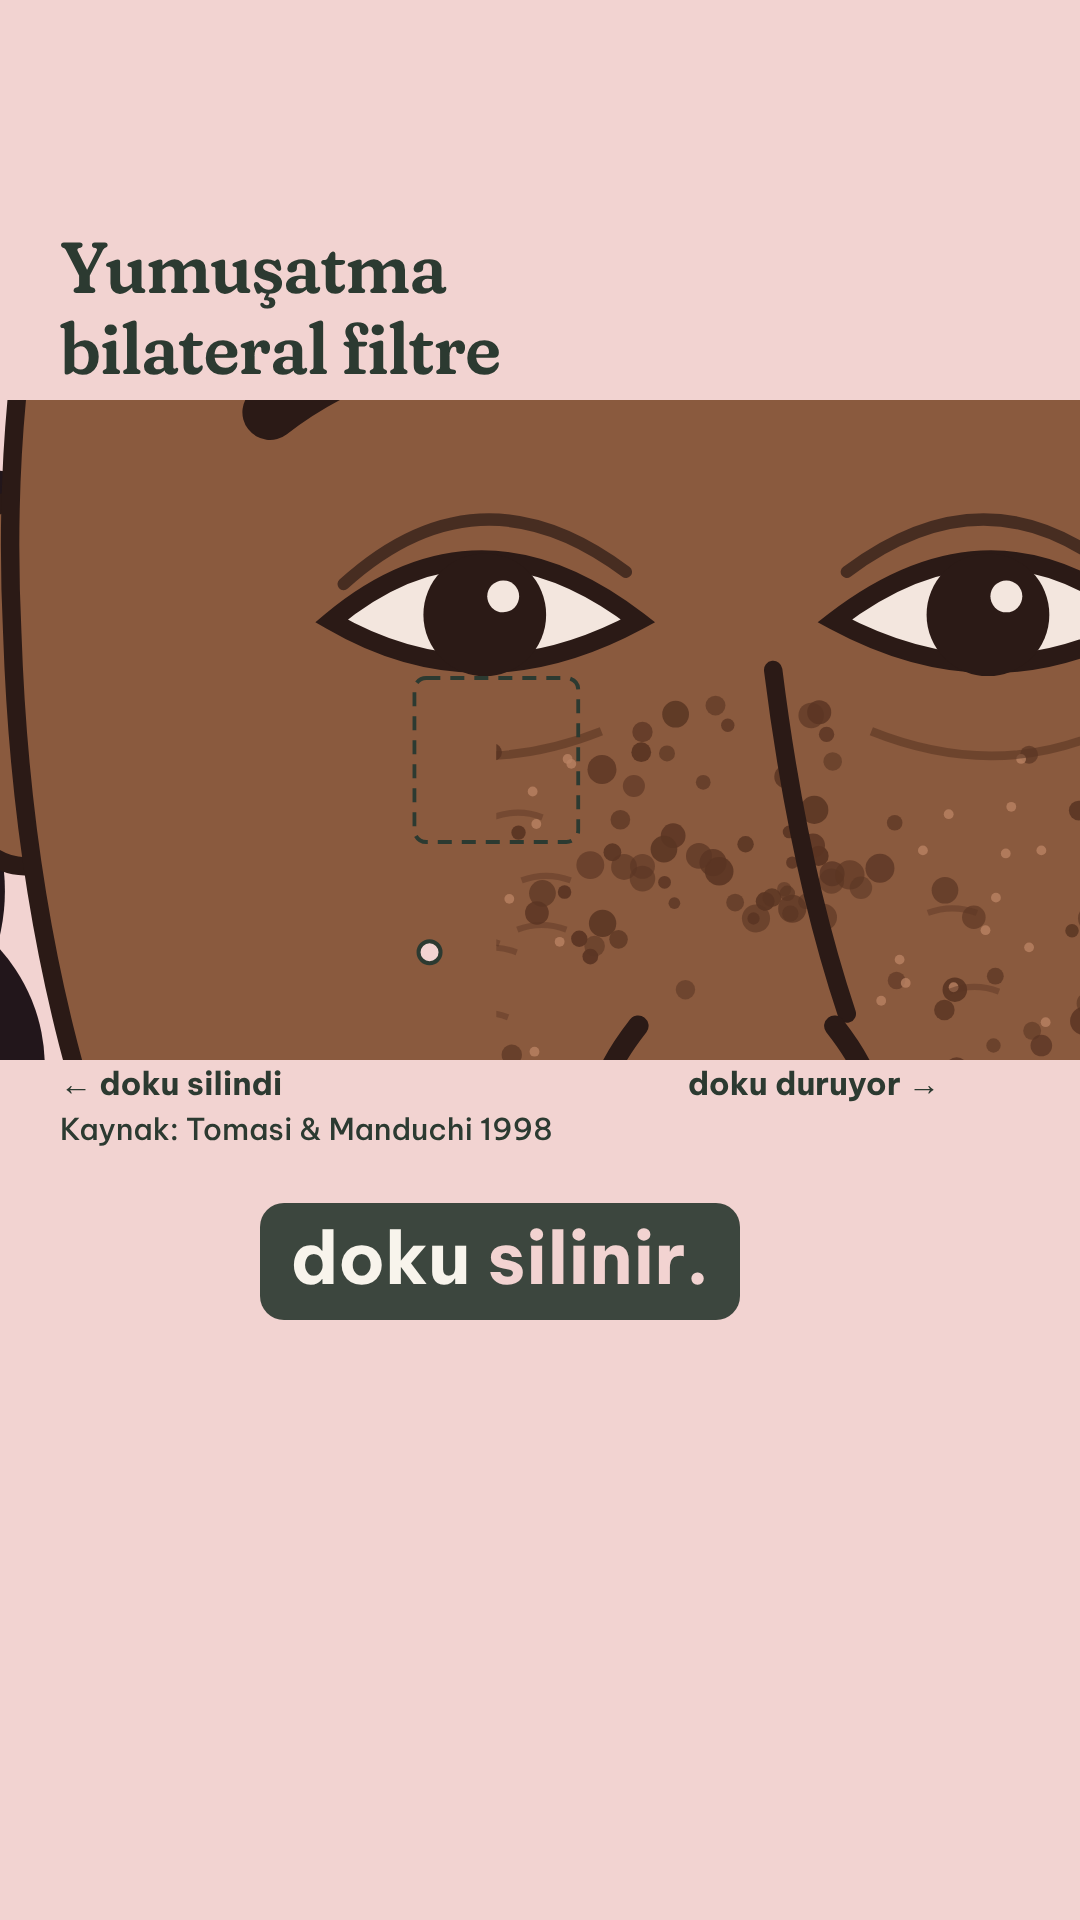 Yumuşatma
bilateral filtre
← doku silindi
doku duruyor →
Kaynak: Tomasi & Manduchi 1998
doku silinir.